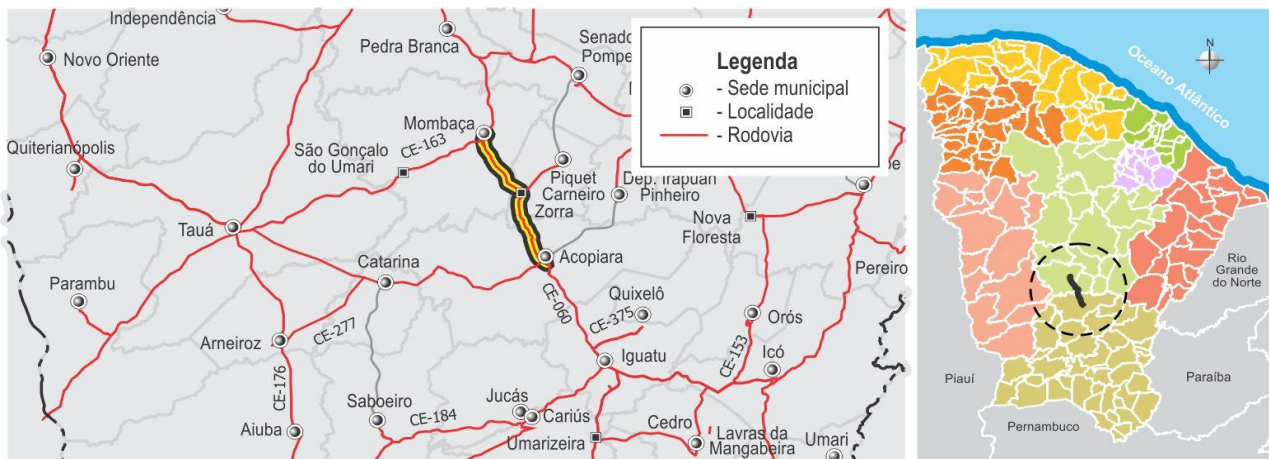 Independência
Novo Oriente
Pedra Branca
Senado
Pompe
Mombaça
CE-163
São Gonçalo
do Umari
Quiterianópolis
Piquet
Carneiro
Zorra
Dep. Irapuan
Pinheiro
Nova
Floresta
Tauá
Acopiara
Catarina
Parambu
Pereiro
CE-060
Quixelô
CE-375
Orós
CE-277
Arneiroz
Iguatu
CE-153
Icó
CE-176
Saboeiro
CE-184
Jucás
Cariús
Aiuba
Umarizeira
Cedro
Lavras da
Mangabeira
Umari
Legenda
- Sede municipal
- Localidade
- Rodovia
N
Oceano Atlântico
Rio
Grande
do Norte
Piauí
Paraíba
Pernambuco